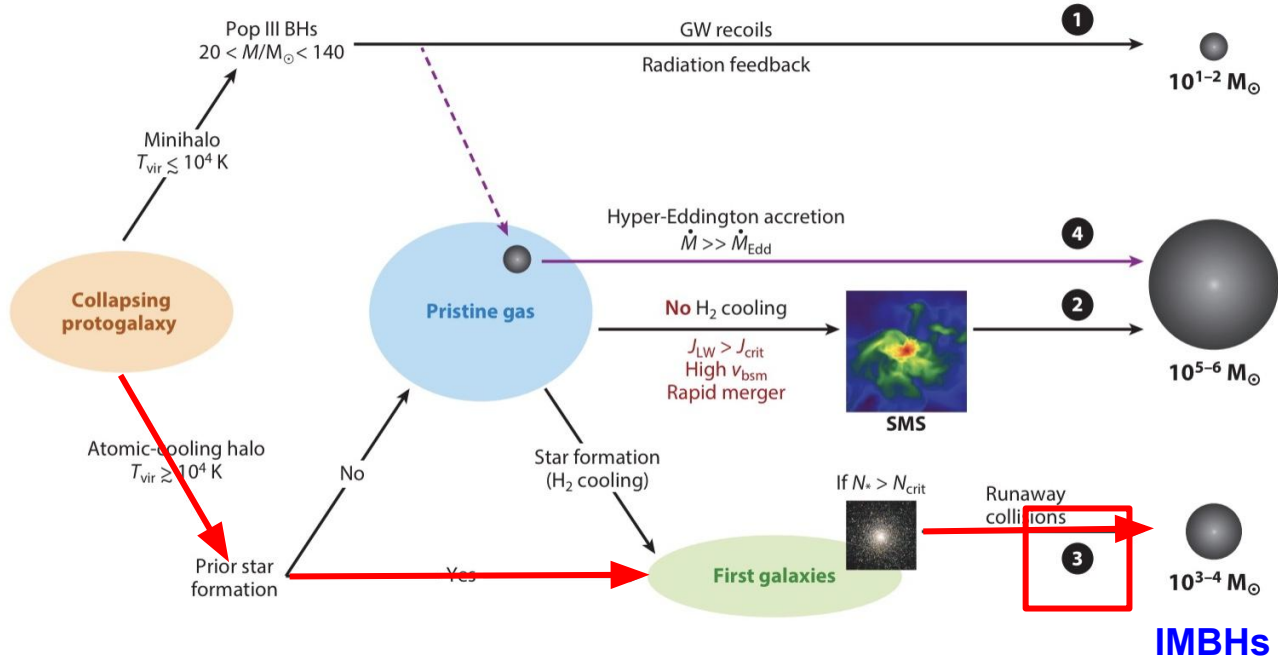 Pop III BHs
20 < M/M☉ < 140
GW recoils
Radiation feedback
1
10¹⁻² M☉
Minihalo
Tvir ≲ 10⁴ K
Hyper-Eddington accretion
Ṁ >> ṀEdd
4
Collapsing
protogalaxy
Pristine gas
No H₂ cooling
JLW > Jcrit
High vbsm
Rapid merger
SMS
2
10⁵⁻⁶ M☉
Atomic-cooling halo
Tvir ≳ 10⁴ K
No
Star formation
(H₂ cooling)
If N* > Ncrit
Runaway
collisions
3
10³⁻⁴ M☉
Prior star
formation
Yes
First galaxies
IMBHs